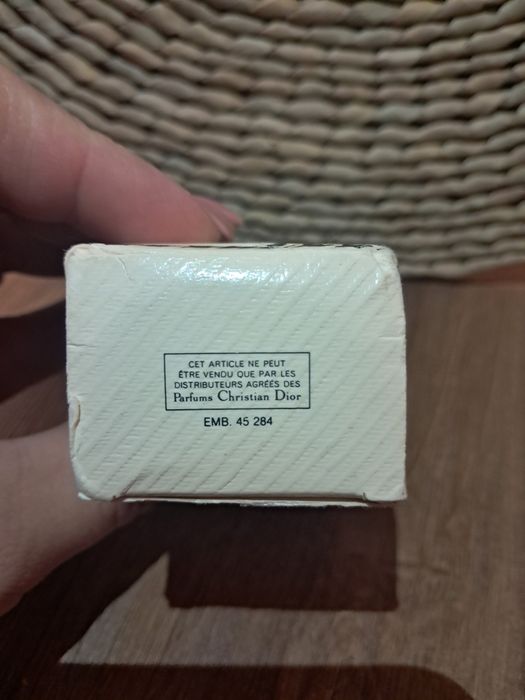 CET ARTICLE NE PEUT
ÊTRE VENDU QUE PAR LES
DISTRIBUTEURS AGRÉÉS DES
Parfums Christian Dior
EMB. 45 284